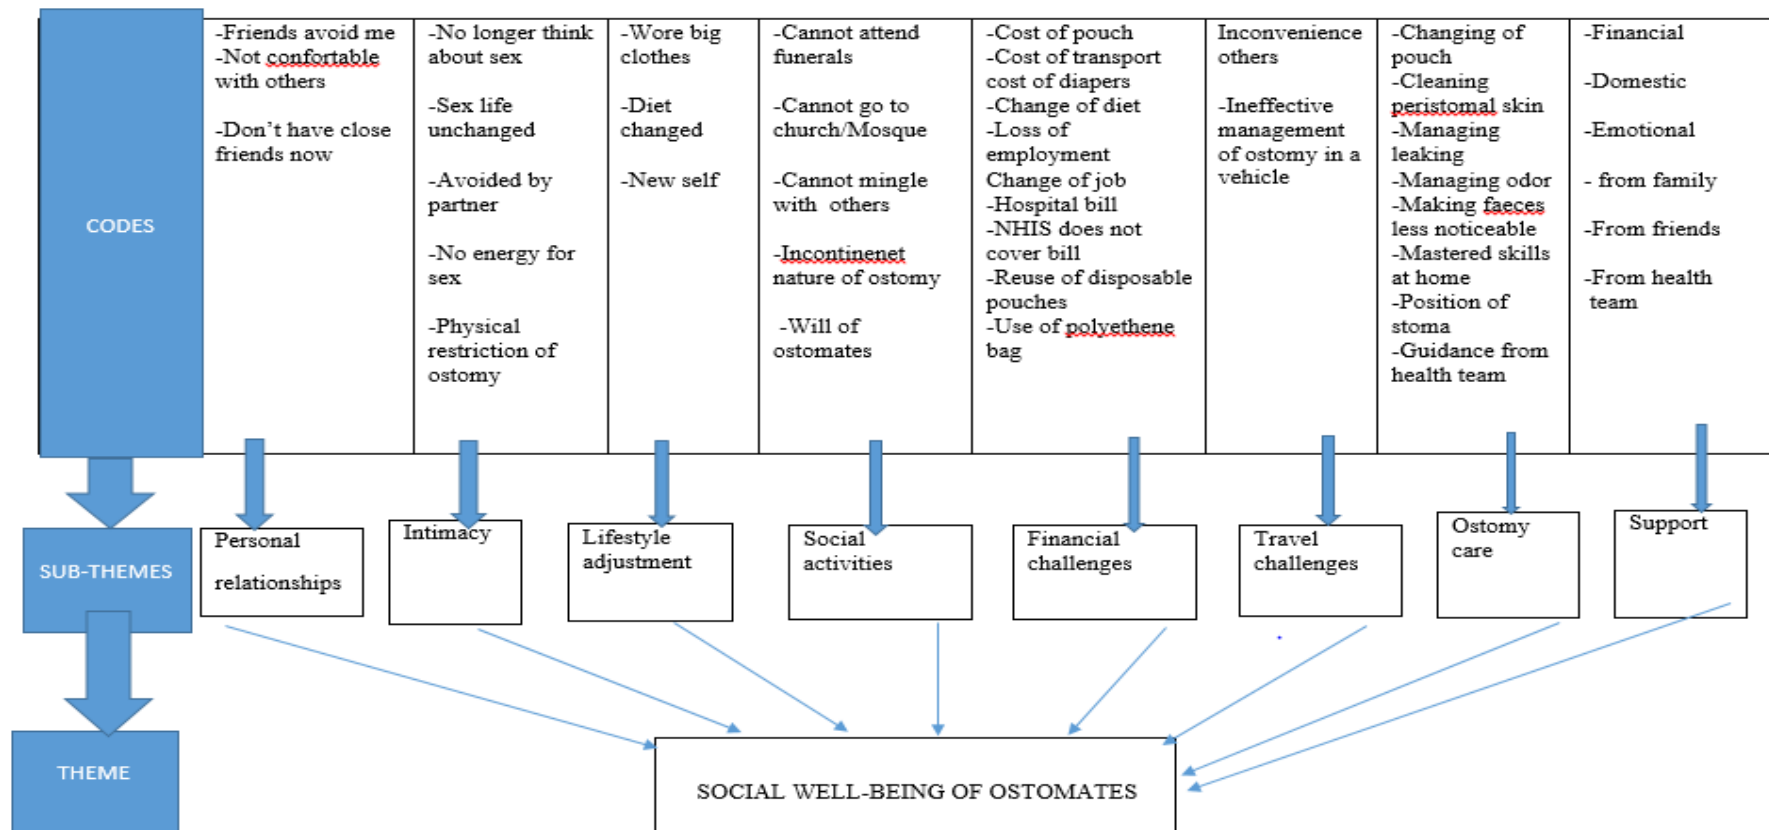 CODES
-Friends avoid me
-Not confortable
with others
-Don't have close
friends now
-No longer think
about sex
-Sex life
unchanged
-Avoided by
partner
-No energy for
sex
-Physical
restriction of
ostomy
-Wore big
clothes
-Diet
changed
-New self
-Cannot attend
funerals
-Cannot go to
church/Mosque
-Cannot mingle
with others
-Incontinenet
nature of ostomy
-Will of
ostomates
-Cost of pouch
-Cost of transport
cost of diapers
-Change of diet
-Loss of
employment
Change of job
-Hospital bill
-NHIS does not
cover bill
-Reuse of disposable
pouches
-Use of polyethene
bag
Inconvenience
others
-Ineffective
management
of ostomy in a
vehicle
-Changing of
pouch
-Cleaning
peristomal skin
-Managing
leaking
-Managing odor
-Making faeces
less noticeable
-Mastered skills
at home
-Position of
stoma
-Guidance from
health team
-Financial
-Domestic
-Emotional
- from family
-From friends
-From health
team
SUB-THEMES
Personal
relationships
Intimacy
Lifestyle
adjustment
Social
activities
Financial
challenges
Travel
challenges
Ostomy
care
Support
THEME
SOCIAL WELL-BEING OF OSTOMATES